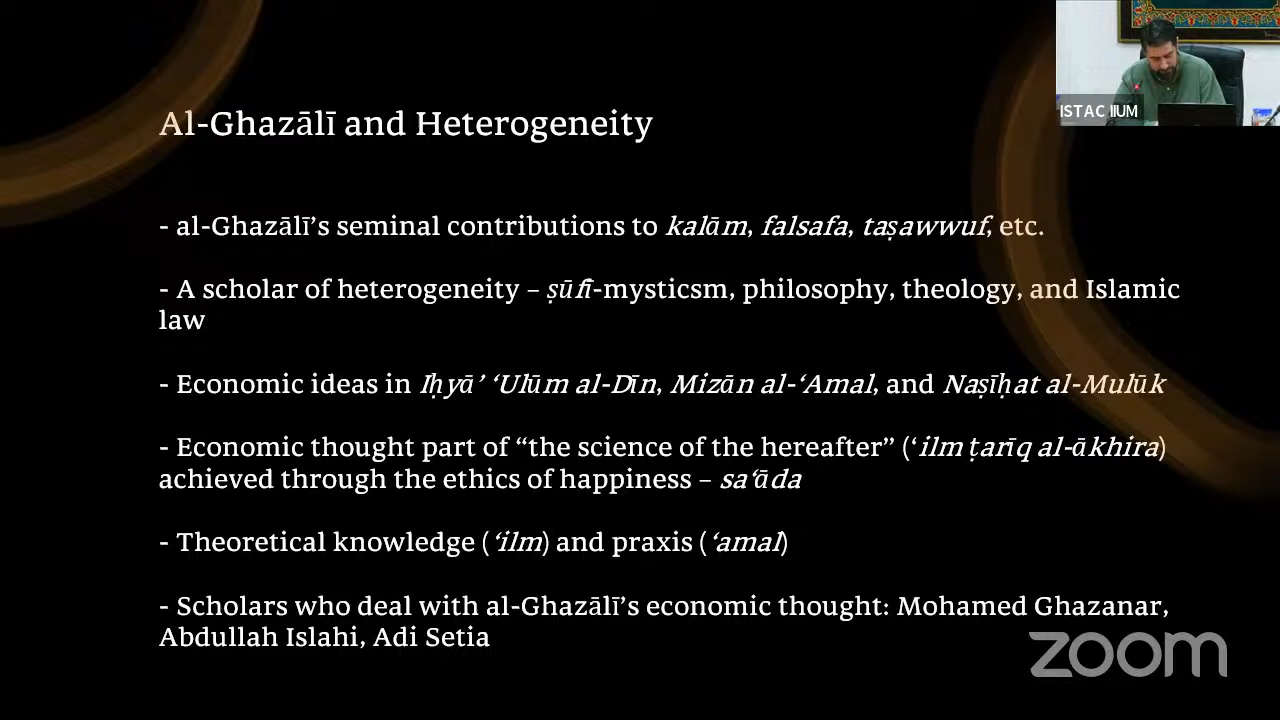 ISTAC IIUM
Al-Ghazālī and Heterogeneity
- al-Ghazālī’s seminal contributions to kalām, falsafa, taṣawwuf, etc.
- A scholar of heterogeneity – ṣūfī-mysticsm, philosophy, theology, and Islamic
law
- Economic ideas in Iḥyā’ ‘Ulūm al-Dīn, Mizān al-‘Amal, and Naṣīḥat al-Mulūk
- Economic thought part of “the science of the hereafter” (‘ilm ṭarīq al-ākhira)
achieved through the ethics of happiness – sa‘āda
- Theoretical knowledge (‘ilm) and praxis (‘amal)
- Scholars who deal with al-Ghazālī’s economic thought: Mohamed Ghazanar,
Abdullah Islahi, Adi Setia
zoom